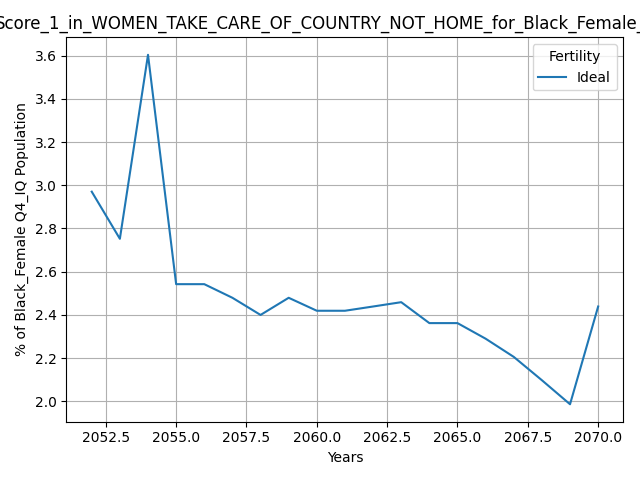 Score_1_in_WOMEN_TAKE_CARE_OF_COUNTRY_NOT_HOME_for_Black_Female_
Fertility
Ideal
% of Black_Female Q4_IQ Population
3.6
3.4
3.2
3.0
2.8
2.6
2.4
2.2
2.0
2052.5 2055.0 2057.5 2060.0 2062.5 2065.0 2067.5 2070.0
Years